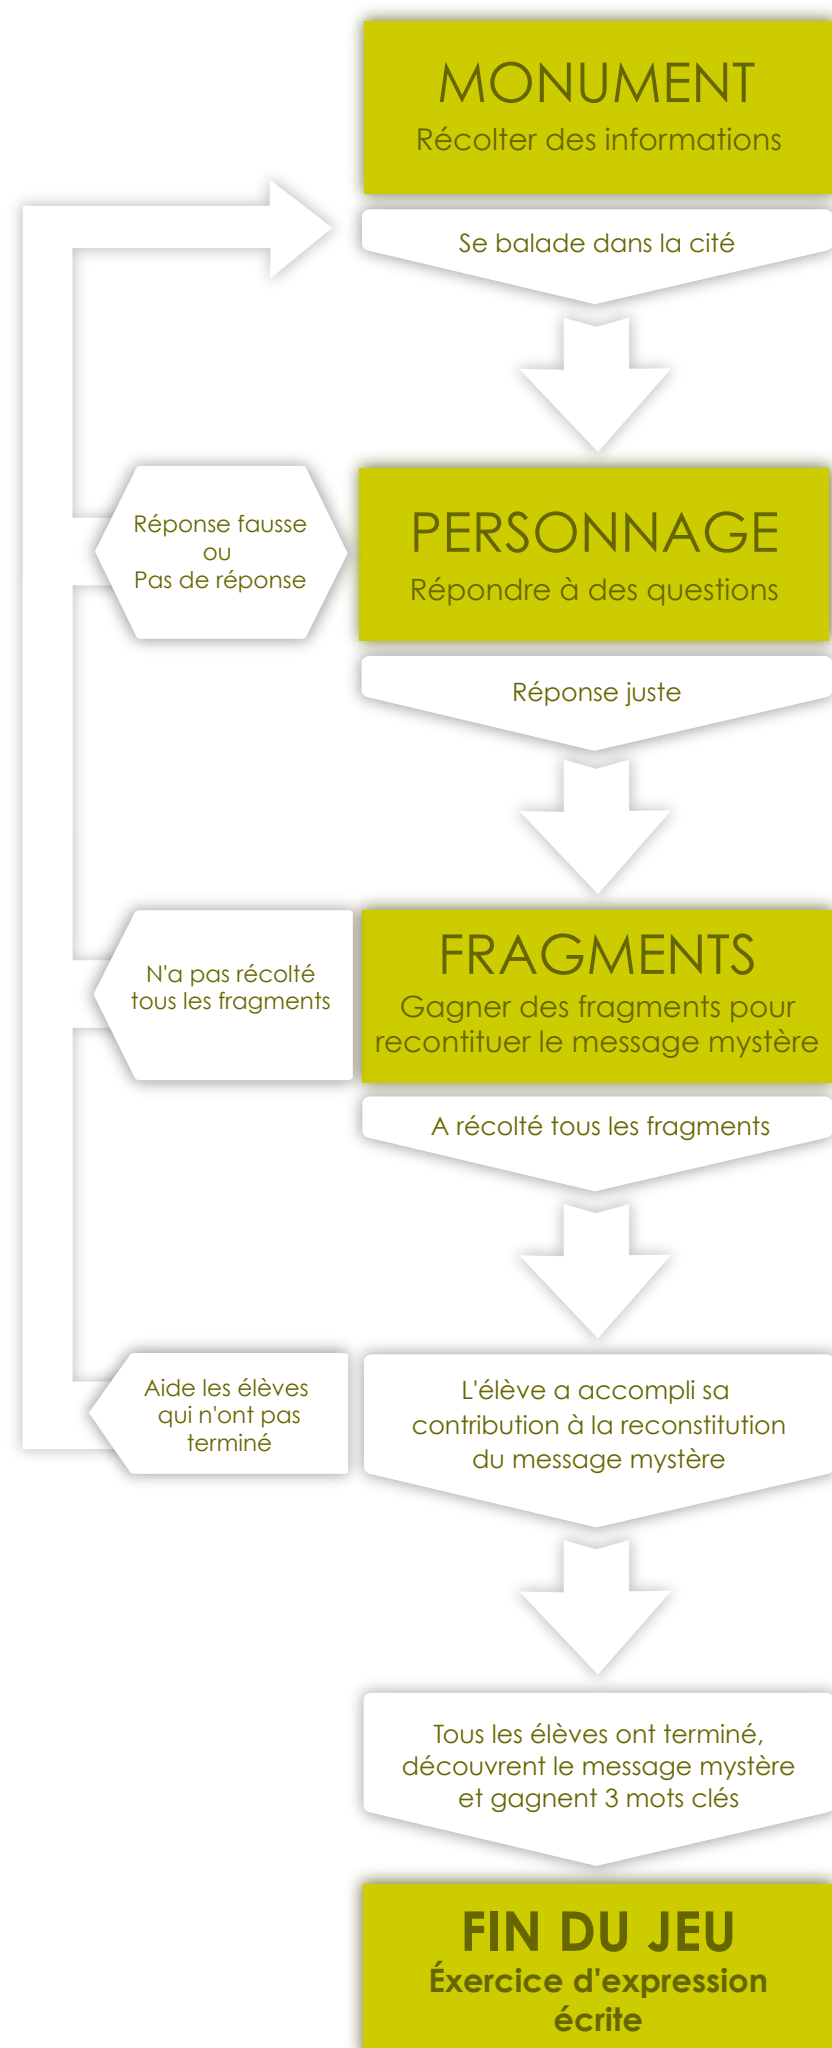 MONUMENT
Récolter des informations
Se balade dans la cité
Réponse fausse
ou
Pas de réponse
PERSONNAGE
Répondre à des questions
Réponse juste
N'a pas récolté
tous les fragments
FRAGMENTS
Gagner des fragments pour
recontituer le message mystère
A récolté tous les fragments
Aide les élèves
qui n'ont pas
terminé
L'élève a accompli sa
contribution à la reconstitution
du message mystère
Tous les élèves ont terminé,
découvrent le message mystère
et gagnent 3 mots clés
FIN DU JEU
Éxercice d'expression
écrite